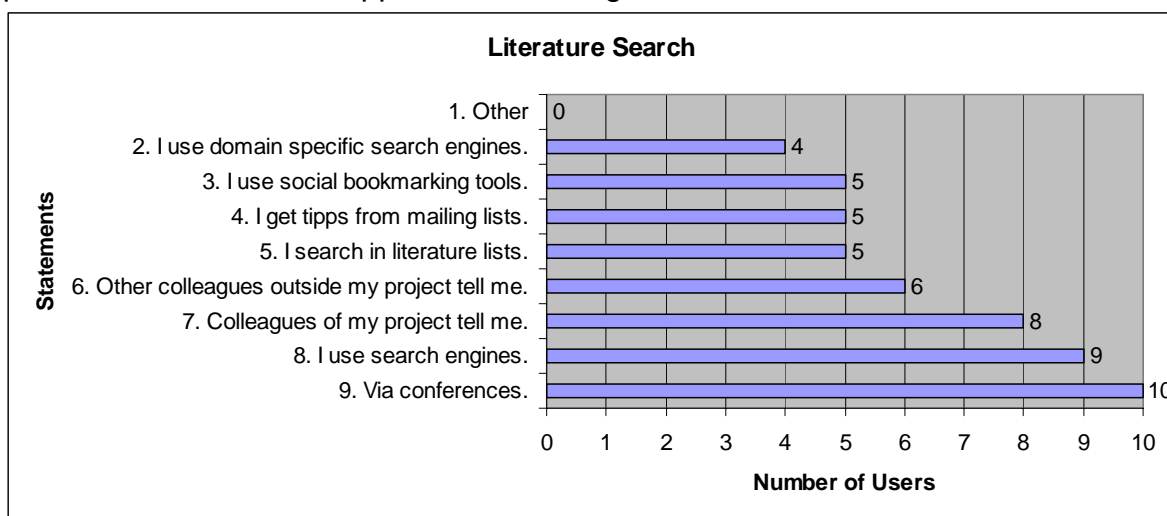 Literature Search
1. Other 0
2. I use domain specific search engines. 4
3. I use social bookmarking tools. 5
4. I get tipps from mailing lists. 5
5. I search in literature lists. 5
6. Other colleagues outside my project tell me. 6
7. Colleagues of my project tell me. 8
8. I use search engines. 9
9. Via conferences. 10
0 1 2 3 4 5 6 7 8 9 10
Number of Users
Statements